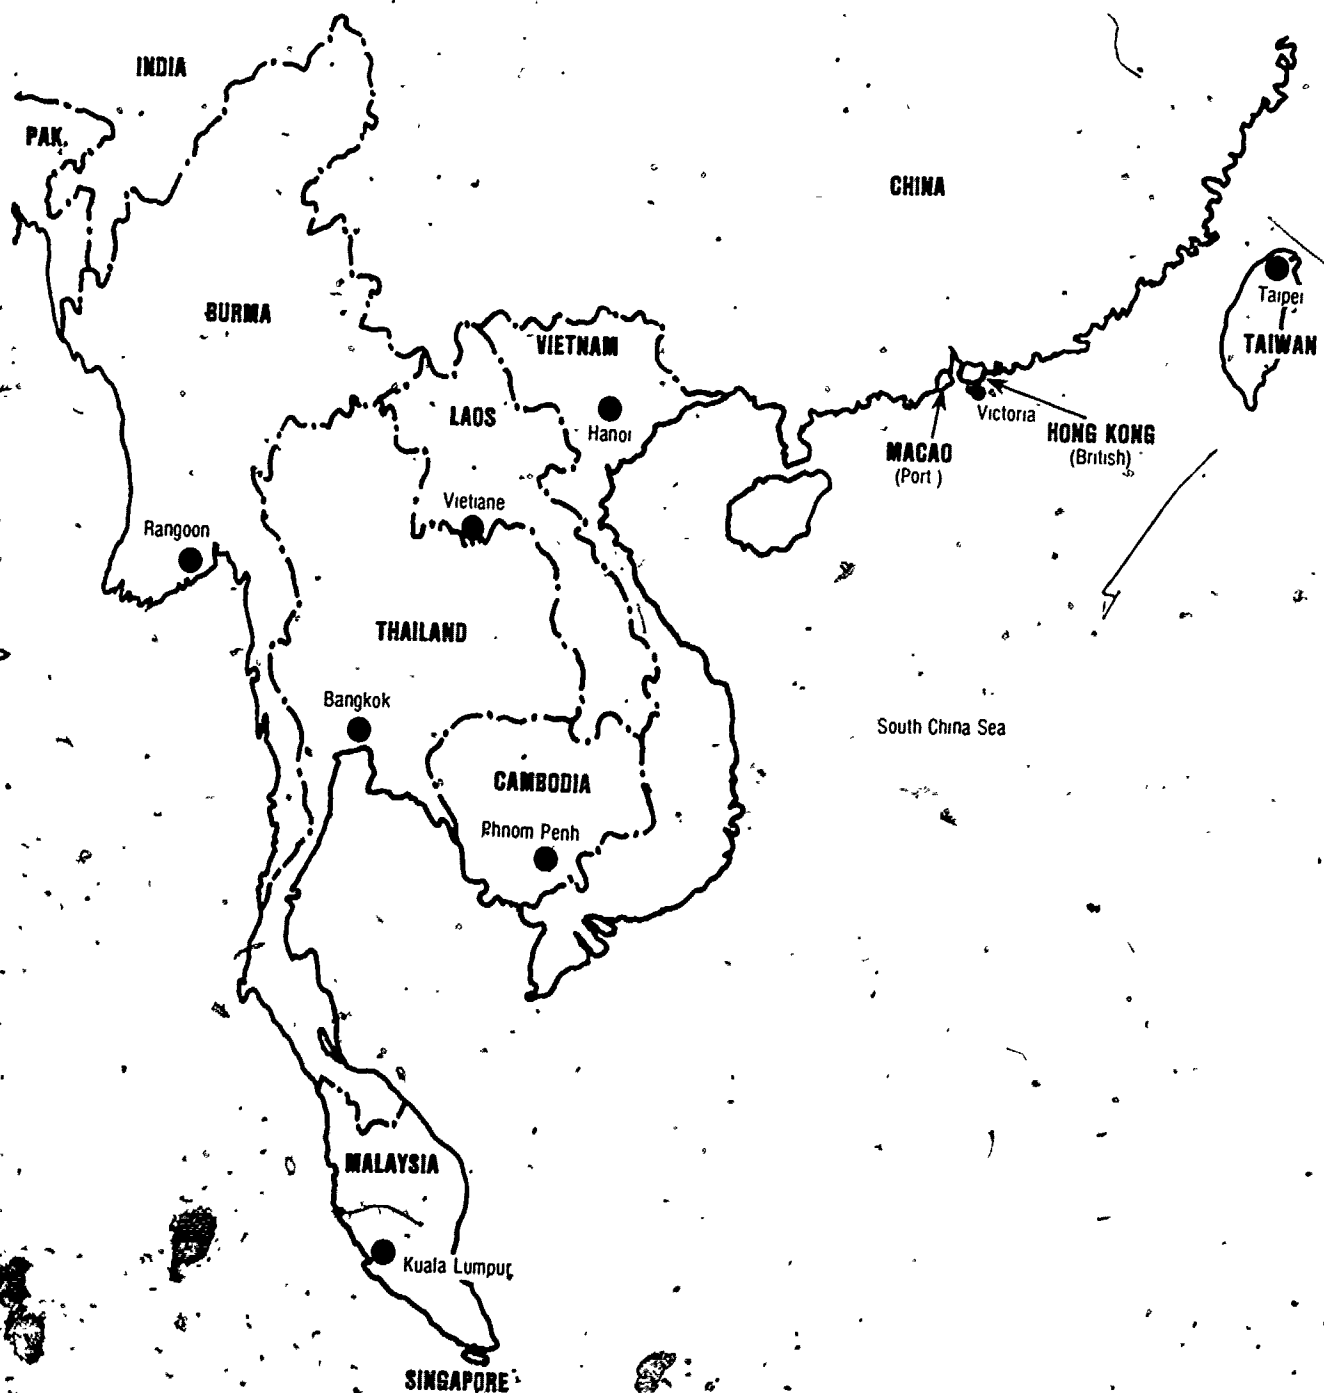 INDIA
PAK.
CHINA
BURMA
VIETNAM
Taipei
TAIWAN
LAOS
Hanoi
Victoria
MACAO
(Port)
HONG KONG
(British)
Vietiane
Rangoon
THAILAND
Bangkok
South China Sea
CAMBODIA
Phnom Penh
MALAYSIA
Kuala Lumpur
SINGAPORE